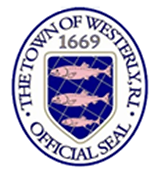 · THE TOWN OF WESTERLY, R.I. ·
1669
OFFICIAL SEAL